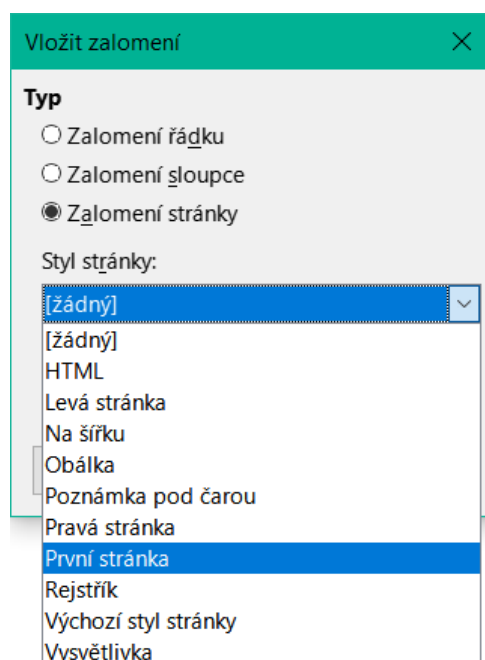 Vložit zalomení
Typ
Zalomení řádku
Zalomení sloupce
Zalomení stránky
Styl stránky:
[žádný]
[žádný]
HTML
Levá stránka
Na šířku
Obálka
Poznámka pod čarou
Pravá stránka
První stránka
Rejstřík
Výchozí styl stránky
Vysvětlivka